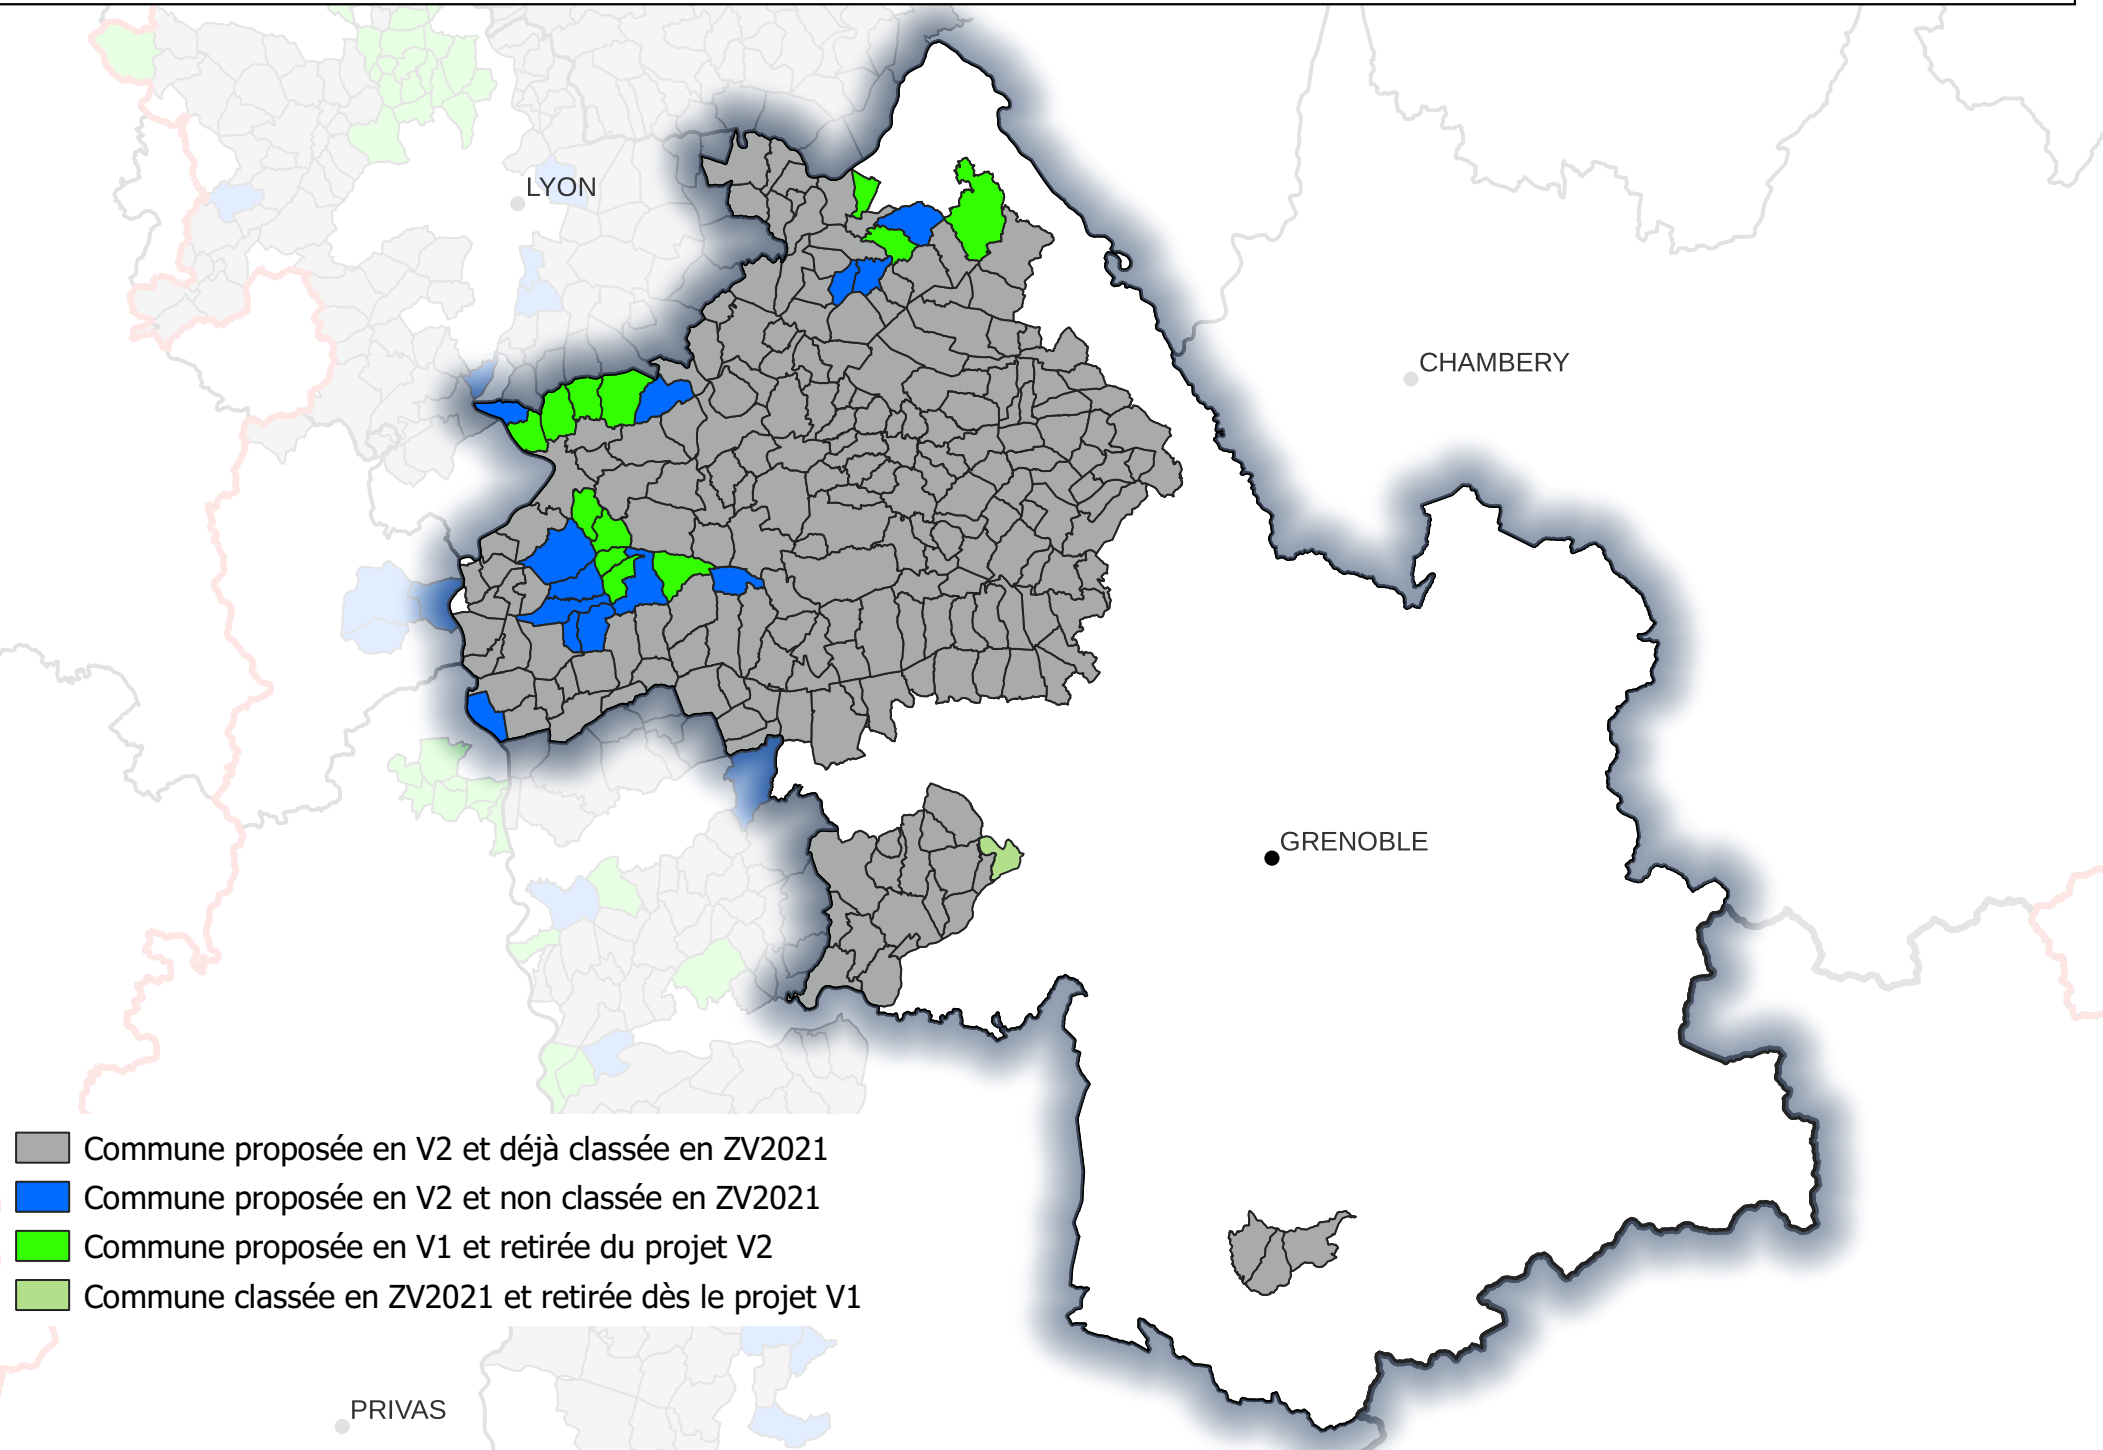 LYON
CHAMBERY
GRENOBLE
Commune proposée en V2 et déjà classée en ZV2021
Commune proposée en V2 et non classée en ZV2021
Commune proposée en V1 et retirée du projet V2
Commune classée en ZV2021 et retirée dès le projet V1
PRIVAS